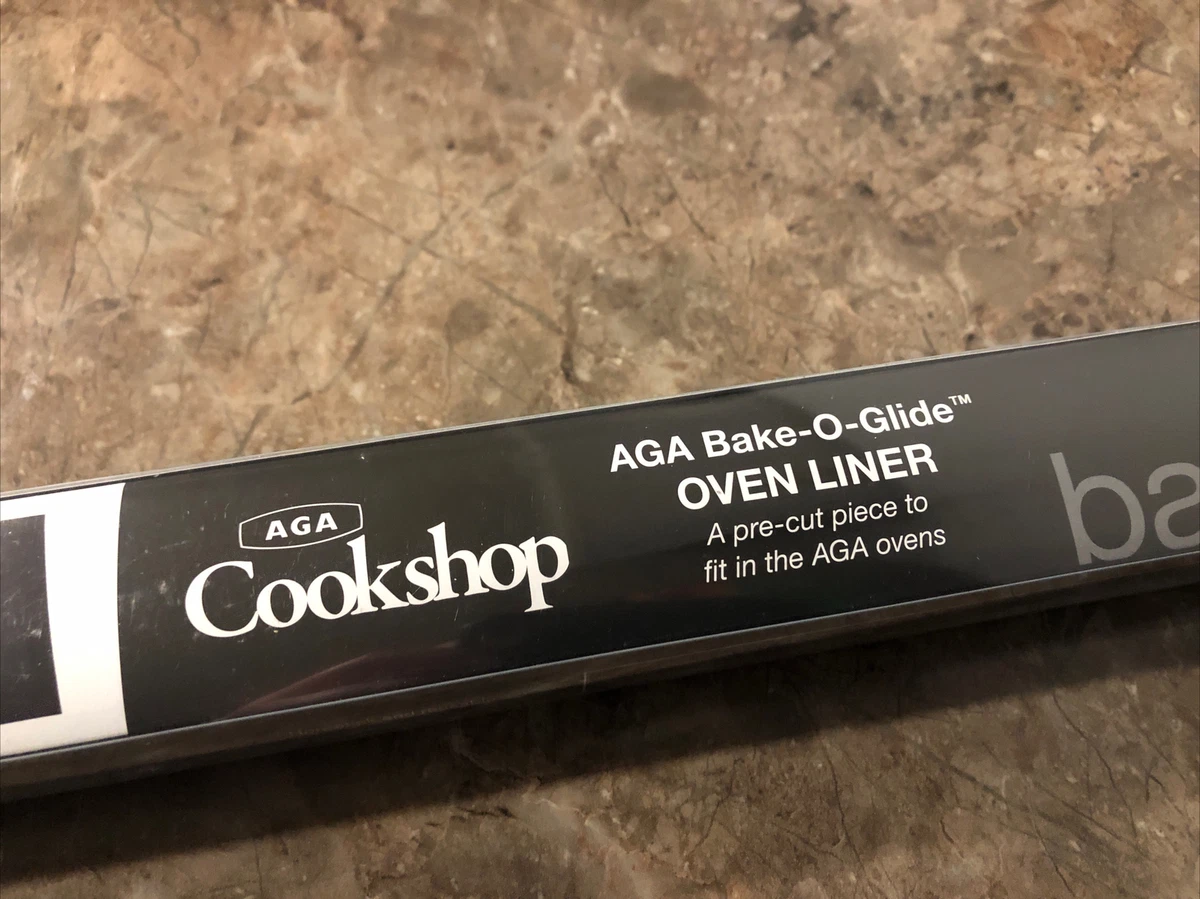 AGA
Cookshop
AGA Bake-O-Glide™
OVEN LINER
A pre-cut piece to
fit in the AGA ovens
ba